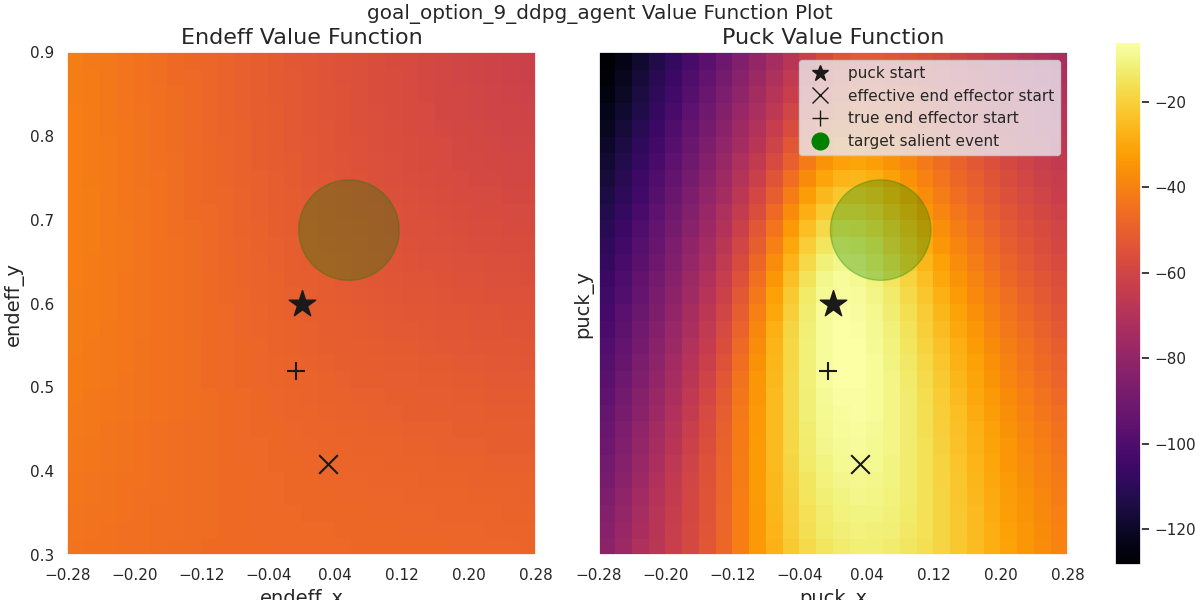 goal_option_9_ddpg_agent Value Function Plot
Endeff Value Function
Puck Value Function
0.9
0.8
0.7
0.6
0.5
0.4
0.3
endeff_y
−0.28 −0.20 −0.12 −0.04 0.04 0.12 0.20 0.28
endeff_x
puck_y
puck start
effective end effector start
true end effector start
target salient event
−0.28 −0.20 −0.12 −0.04 0.04 0.12 0.20 0.28
puck_x
−20
−40
−60
−80
−100
−120